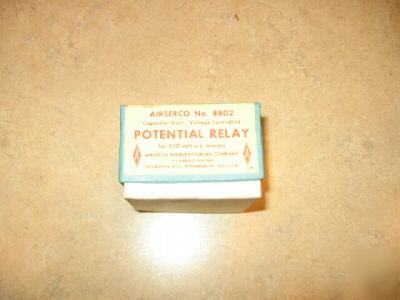 AIRSERCO No. 8802
Capacitor Start- Voltage Controlled
POTENTIAL RELAY
for 220 volt a.c. motors
AIRSERCO MANUFACTURING COMPANY